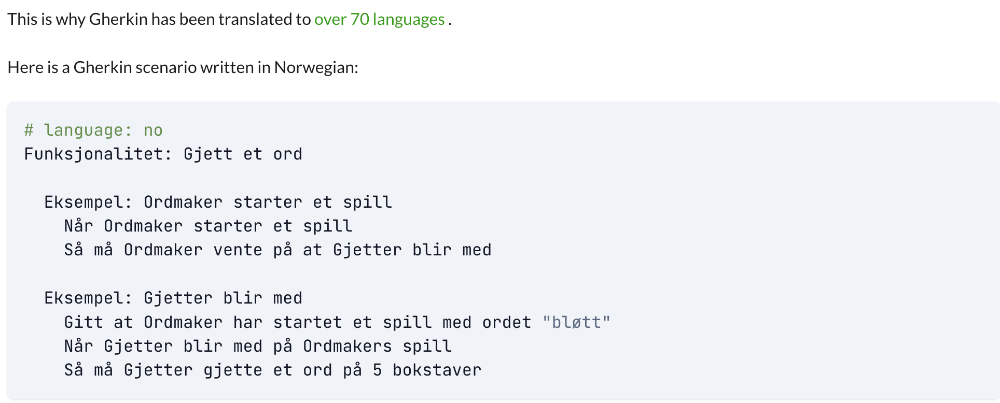 This is why Gherkin has been translated to over 70 languages .
Here is a Gherkin scenario written in Norwegian:
# language: no
Funksjonalitet: Gjett et ord
Eksempel: Ordmaker starter et spill
Når Ordmaker starter et spill
Så må Ordmaker vente på at Gjetter blir med
Eksempel: Gjetter blir med
Gitt at Ordmaker har startet et spill med ordet "bløtt"
Når Gjetter blir med på Ordmakers spill
Så må Gjetter gjette et ord på 5 bokstaver